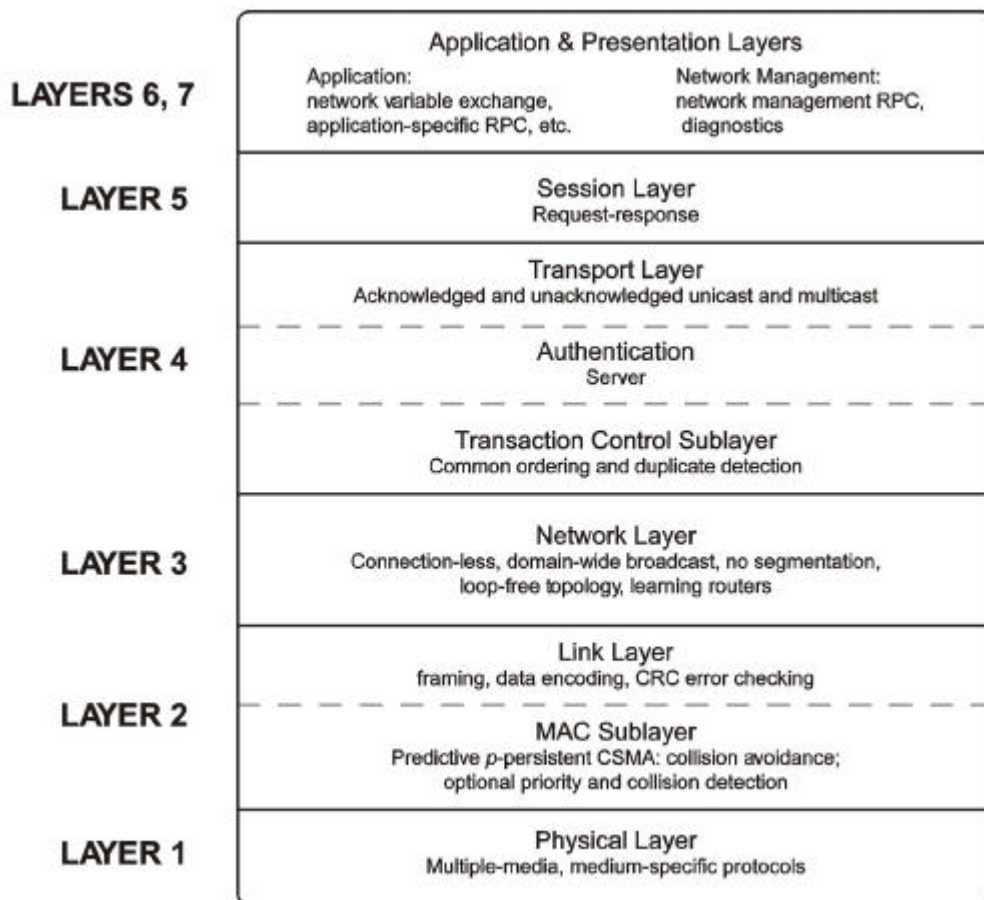 Application & Presentation Layers
LAYERS 6, 7
Application:
network variable exchange,
application-specific RPC, etc.
Network Management:
network management RPC,
diagnostics
LAYER 5
Session Layer
Request-response
Transport Layer
Acknowledged and unacknowledged unicast and multicast
LAYER 4
Authentication
Server
Transaction Control Sublayer
Common ordering and duplicate detection
LAYER 3
Network Layer
Connection-less, domain-wide broadcast, no segmentation,
loop-free topology, learning routers
LAYER 2
Link Layer
framing, data encoding, CRC error checking
MAC Sublayer
Predictive p-persistent CSMA: collision avoidance;
optional priority and collision detection
LAYER 1
Physical Layer
Multiple-media, medium-specific protocols